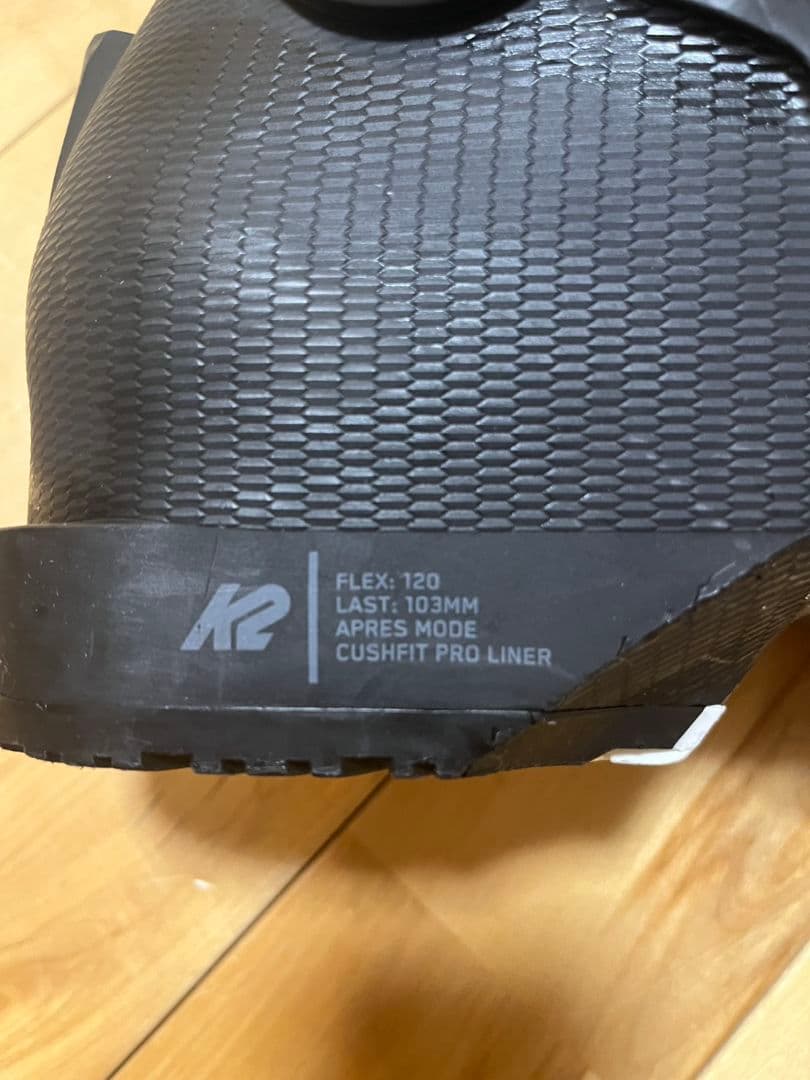 K2
FLEX: 120
LAST: 103MM
APRES MODE
CUSHFIT PRO LINER